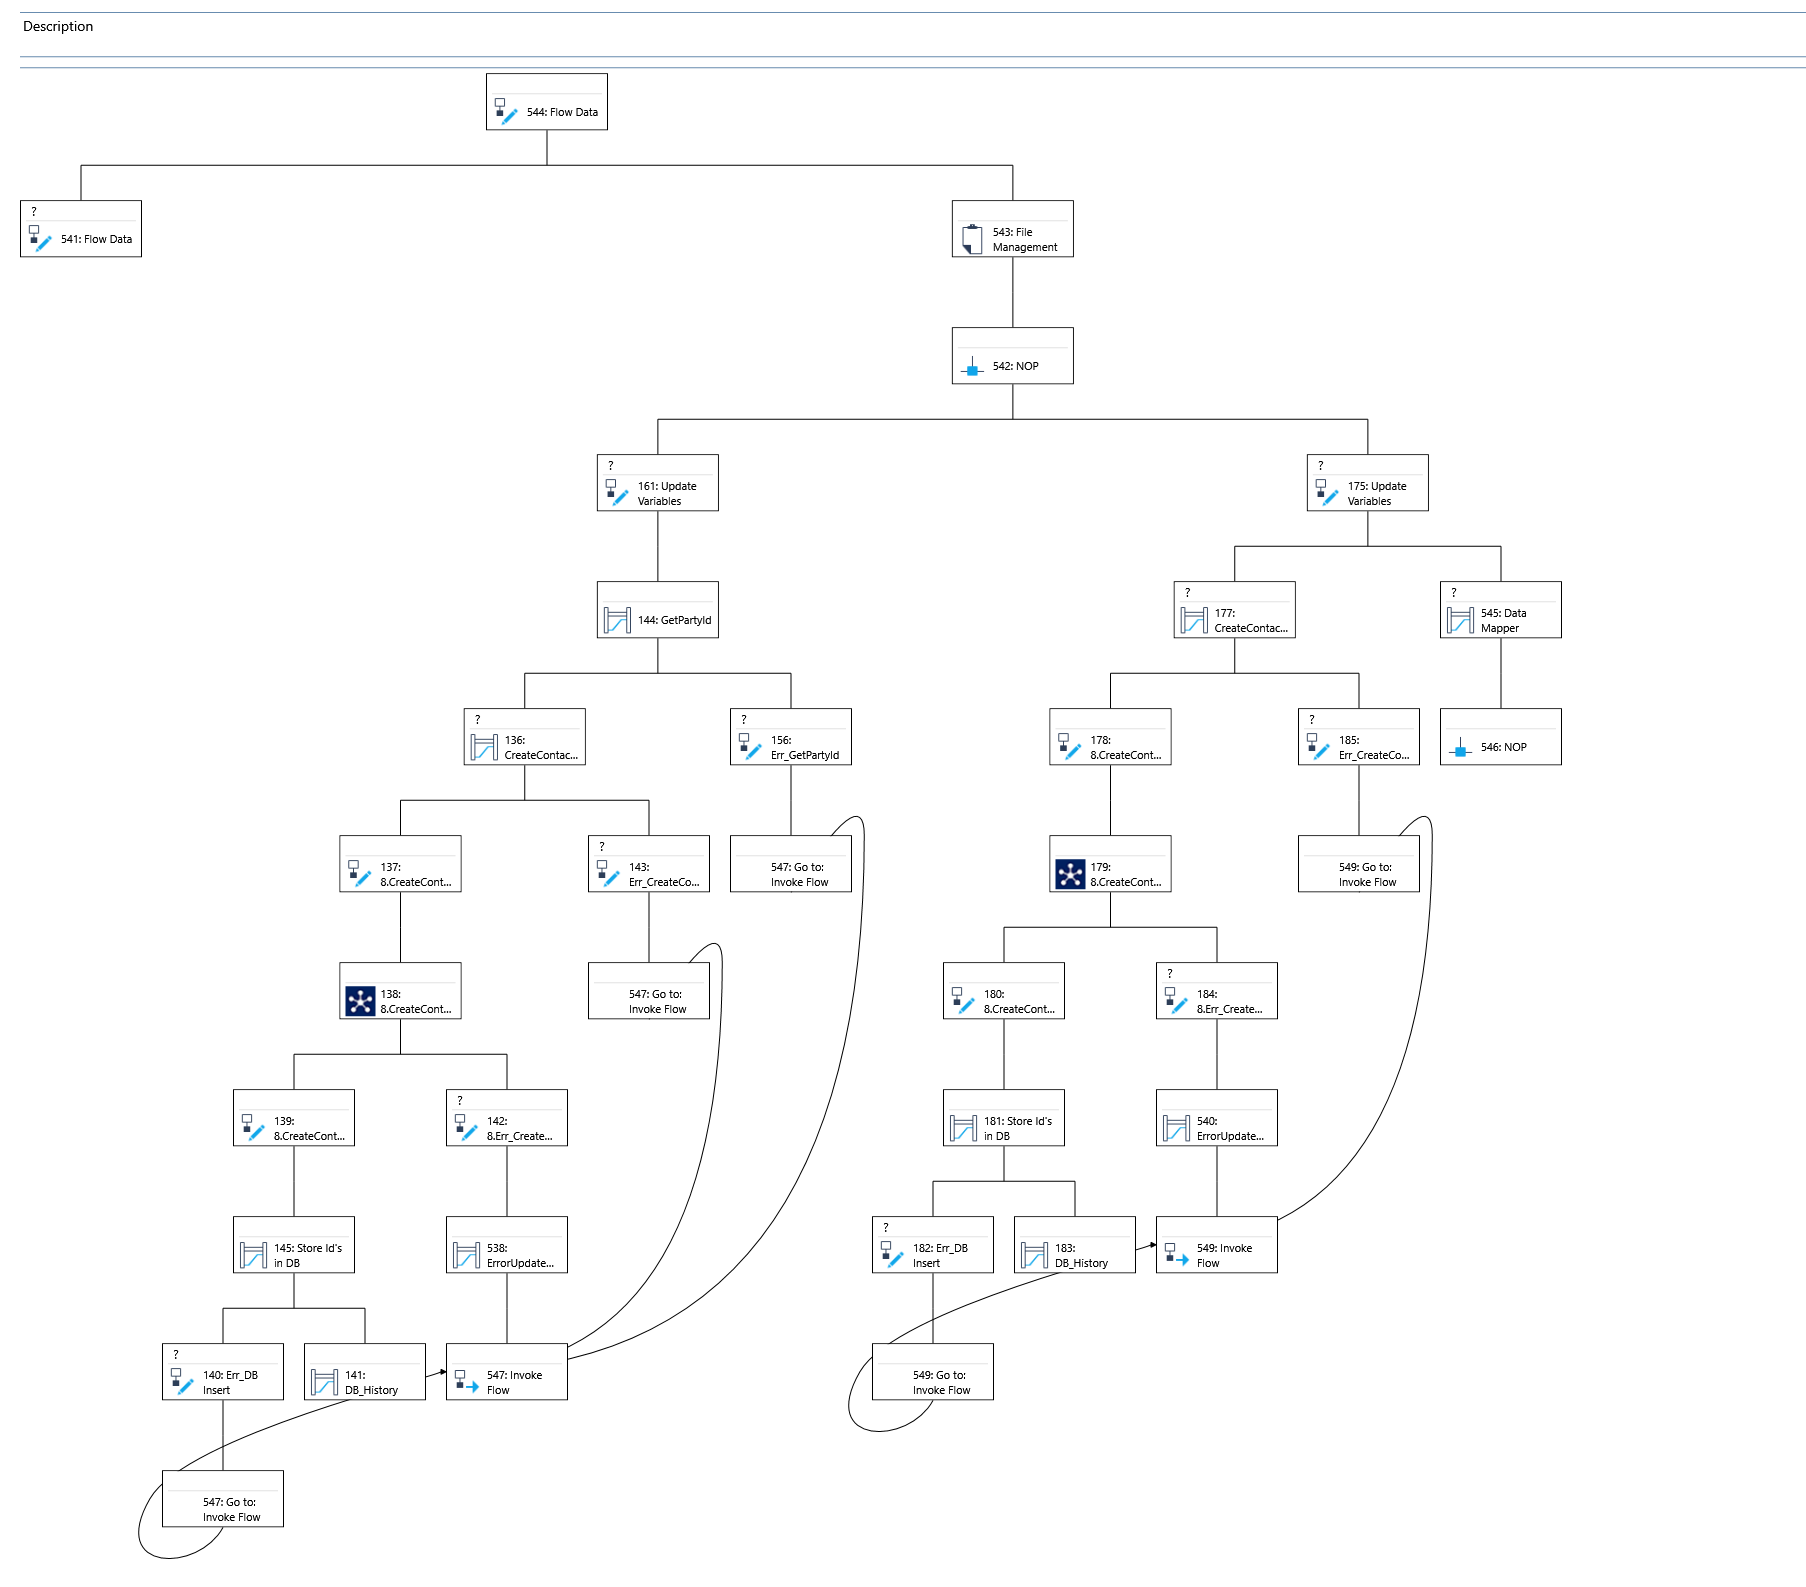 Description
544: Flow Data
?
541: Flow Data
543: File
Management
542: NOP
?
161: Update
Variables
?
175: Update
Variables
144: GetPartyId
?
177:
CreateContac...
?
545: Data
Mapper
?
136:
CreateContac...
?
156:
Err_GetPartyId
178:
8.CreateCont...
?
185:
Err_CreateCo...
546: NOP
137:
8.CreateCont...
?
143:
Err_CreateCo...
547: Go to:
Invoke Flow
179:
8.CreateCont...
549: Go to:
Invoke Flow
138:
8.CreateCont...
547: Go to:
Invoke Flow
180:
8.CreateCont...
?
184:
8.Err_Create...
139:
8.CreateCont...
?
142:
8.Err_Create...
181: Store Id's
in DB
540:
ErrorUpdate...
145: Store Id's
in DB
538:
ErrorUpdate...
?
182: Err_DB
Insert
183:
DB_History
549: Invoke
Flow
?
140: Err_DB
Insert
141:
DB_History
547: Invoke
Flow
549: Go to:
Invoke Flow
547: Go to:
Invoke Flow